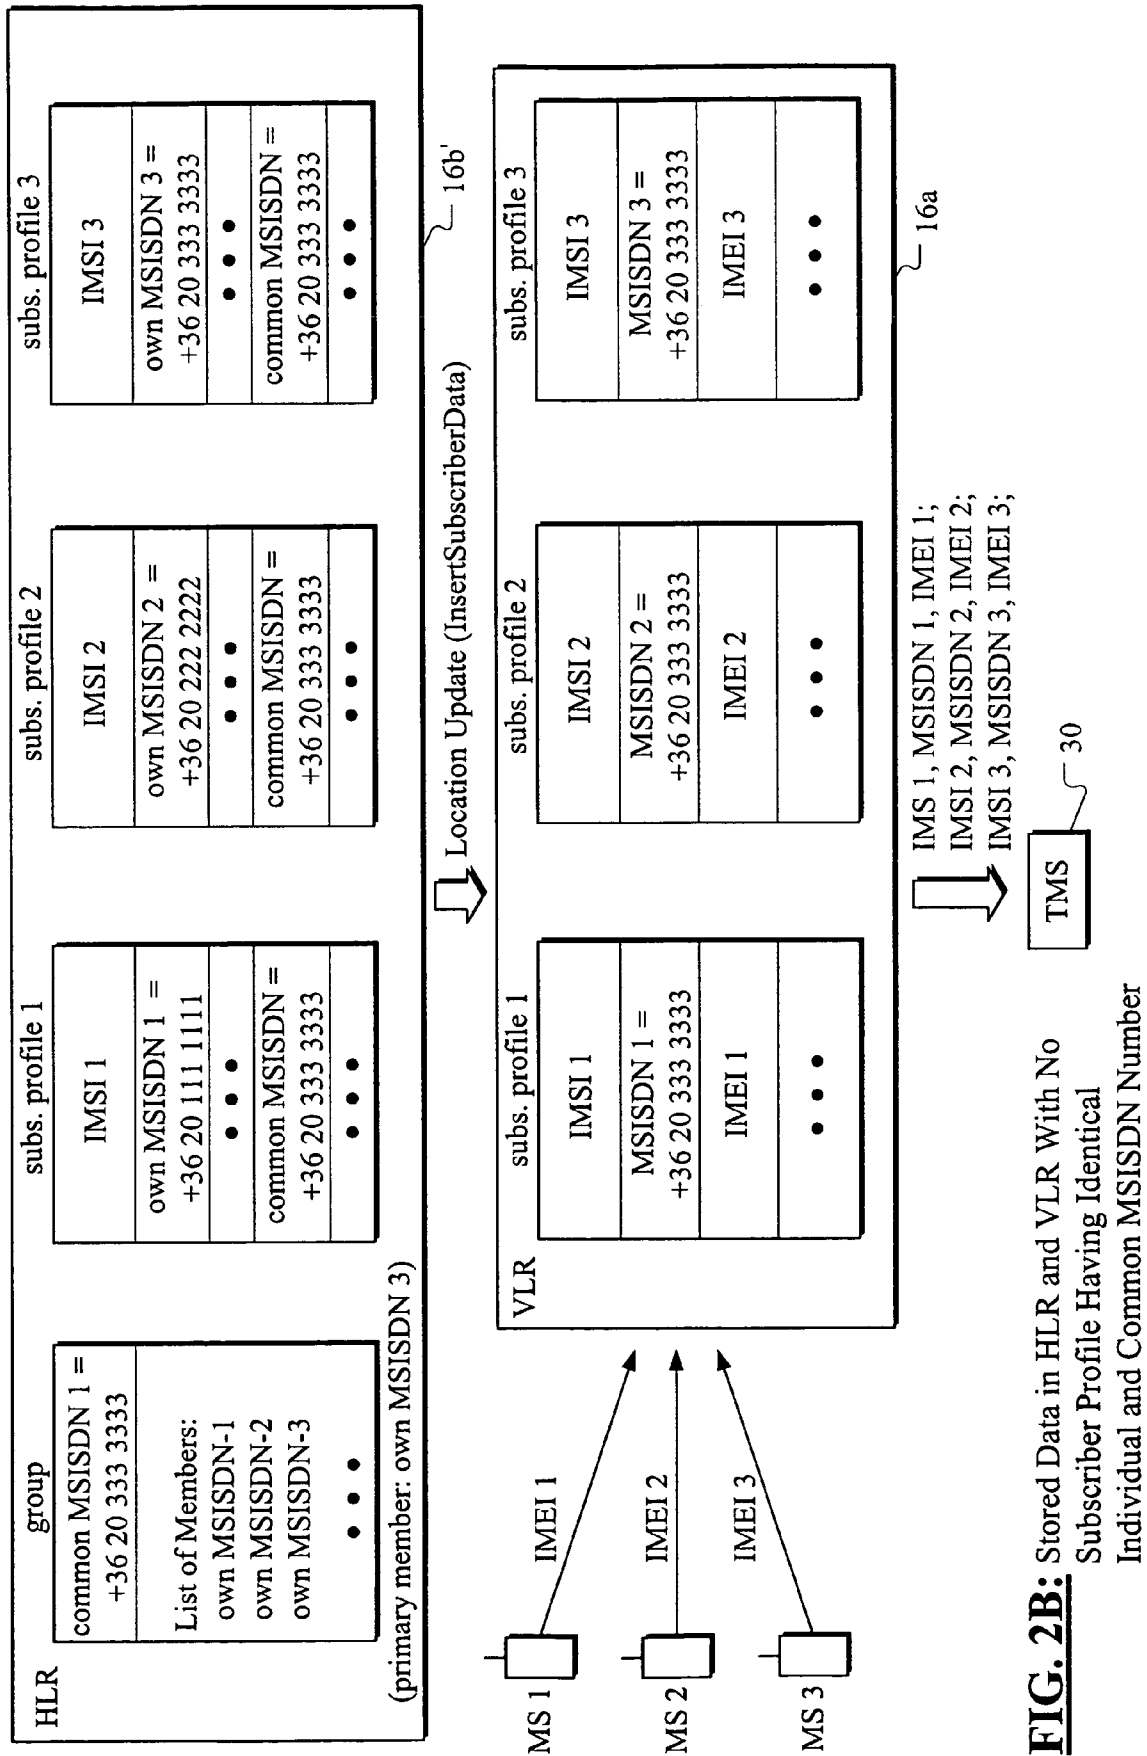 HLR
group
common MSISDN 1 =
+36 20 333 3333
List of Members:
own MSISDN-1
own MSISDN-2
own MSISDN-3
(primary member: own MSISDN 3)
subs. profile 1
IMSI 1
own MSISDN 1 =
+36 20 111 1111
common MSISDN =
+36 20 333 3333
subs. profile 2
IMSI 2
own MSISDN 2 =
+36 20 222 2222
common MSISDN =
+36 20 333 3333
subs. profile 3
IMSI 3
own MSISDN 3 =
+36 20 333 3333
common MSISDN =
+36 20 333 3333
16b'
Location Update (InsertSubscriberData)
MS 1
IMEI 1
MS 2
IMEI 2
MS 3
IMEI 3
VLR
subs. profile 1
IMSI 1
MSISDN 1 =
+36 20 333 3333
IMEI 1
subs. profile 2
IMSI 2
MSISDN 2 =
+36 20 333 3333
IMEI 2
subs. profile 3
IMSI 3
MSISDN 3 =
+36 20 333 3333
IMEI 3
16a
IMS 1, MSISDN 1, IMEI 1;
IMSI 2, MSISDN 2, IMEI 2;
IMSI 3, MSISDN 3, IMEI 3;
TMS
30
FIG. 2B: Stored Data in HLR and VLR With No
Subscriber Profile Having Identical
Individual and Common MSISDN Number